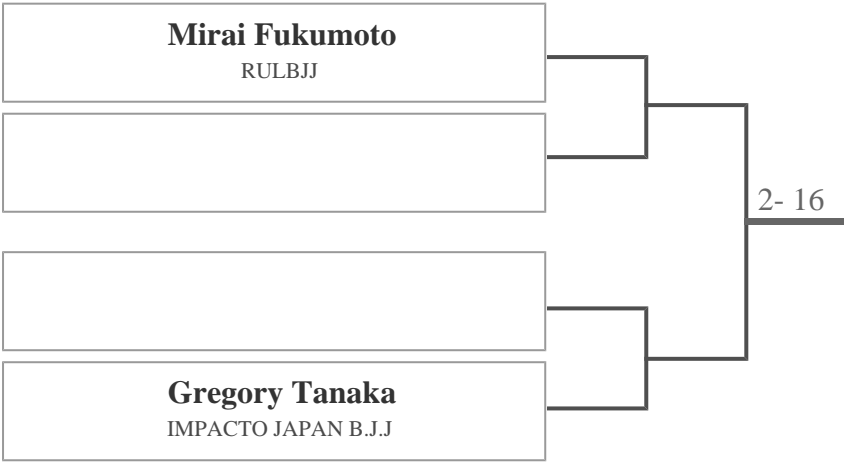 Mirai Fukumoto
RULBJJ
2- 16
Gregory Tanaka
IMPACTO JAPAN B.J.J